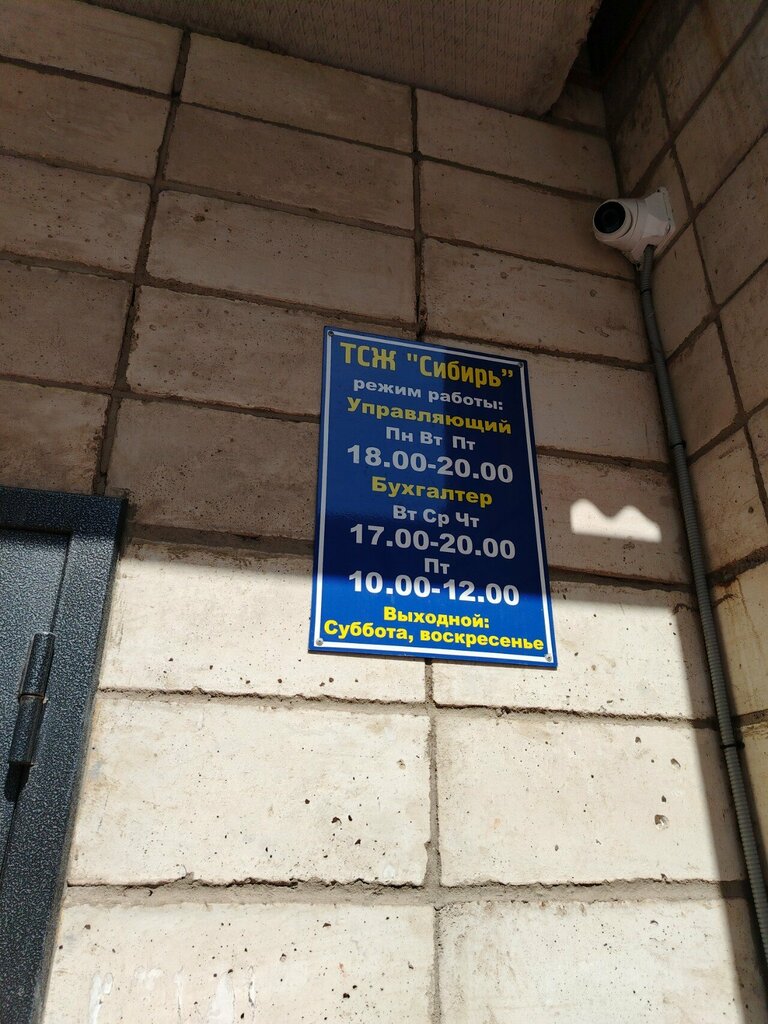 ТСЖ "Сибирь”
режим работы:
Управляющий
Пн Вт Пт
18.00-20.00
Бухгалтер
Вт Ср Чт
17.00-20.00
Пт
10.00-12.00
Выходной:
Суббота, воскресенье